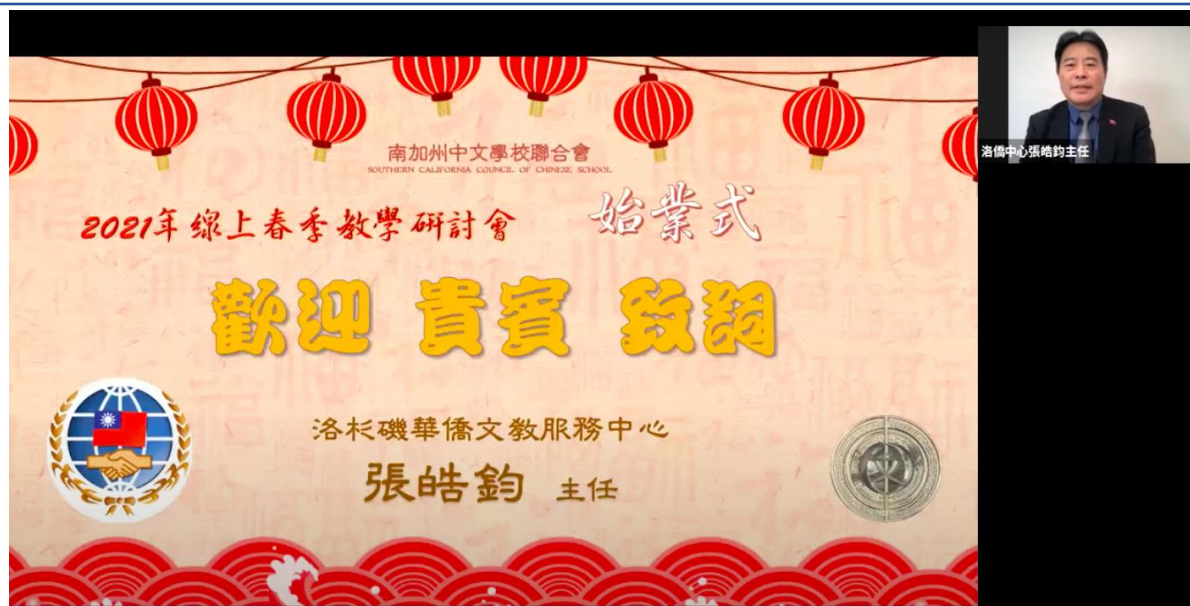 南加州中文學校聯合會
SOUTHERN CALIFORNIA COUNCIL OF CHINESE SCHOOL
2021年線上春季教學研討會 始業式
歡迎 貴賓 致詞
洛杉磯華僑文教服務中心
張皓鈞 主任
洛僑中心張皓鈞主任